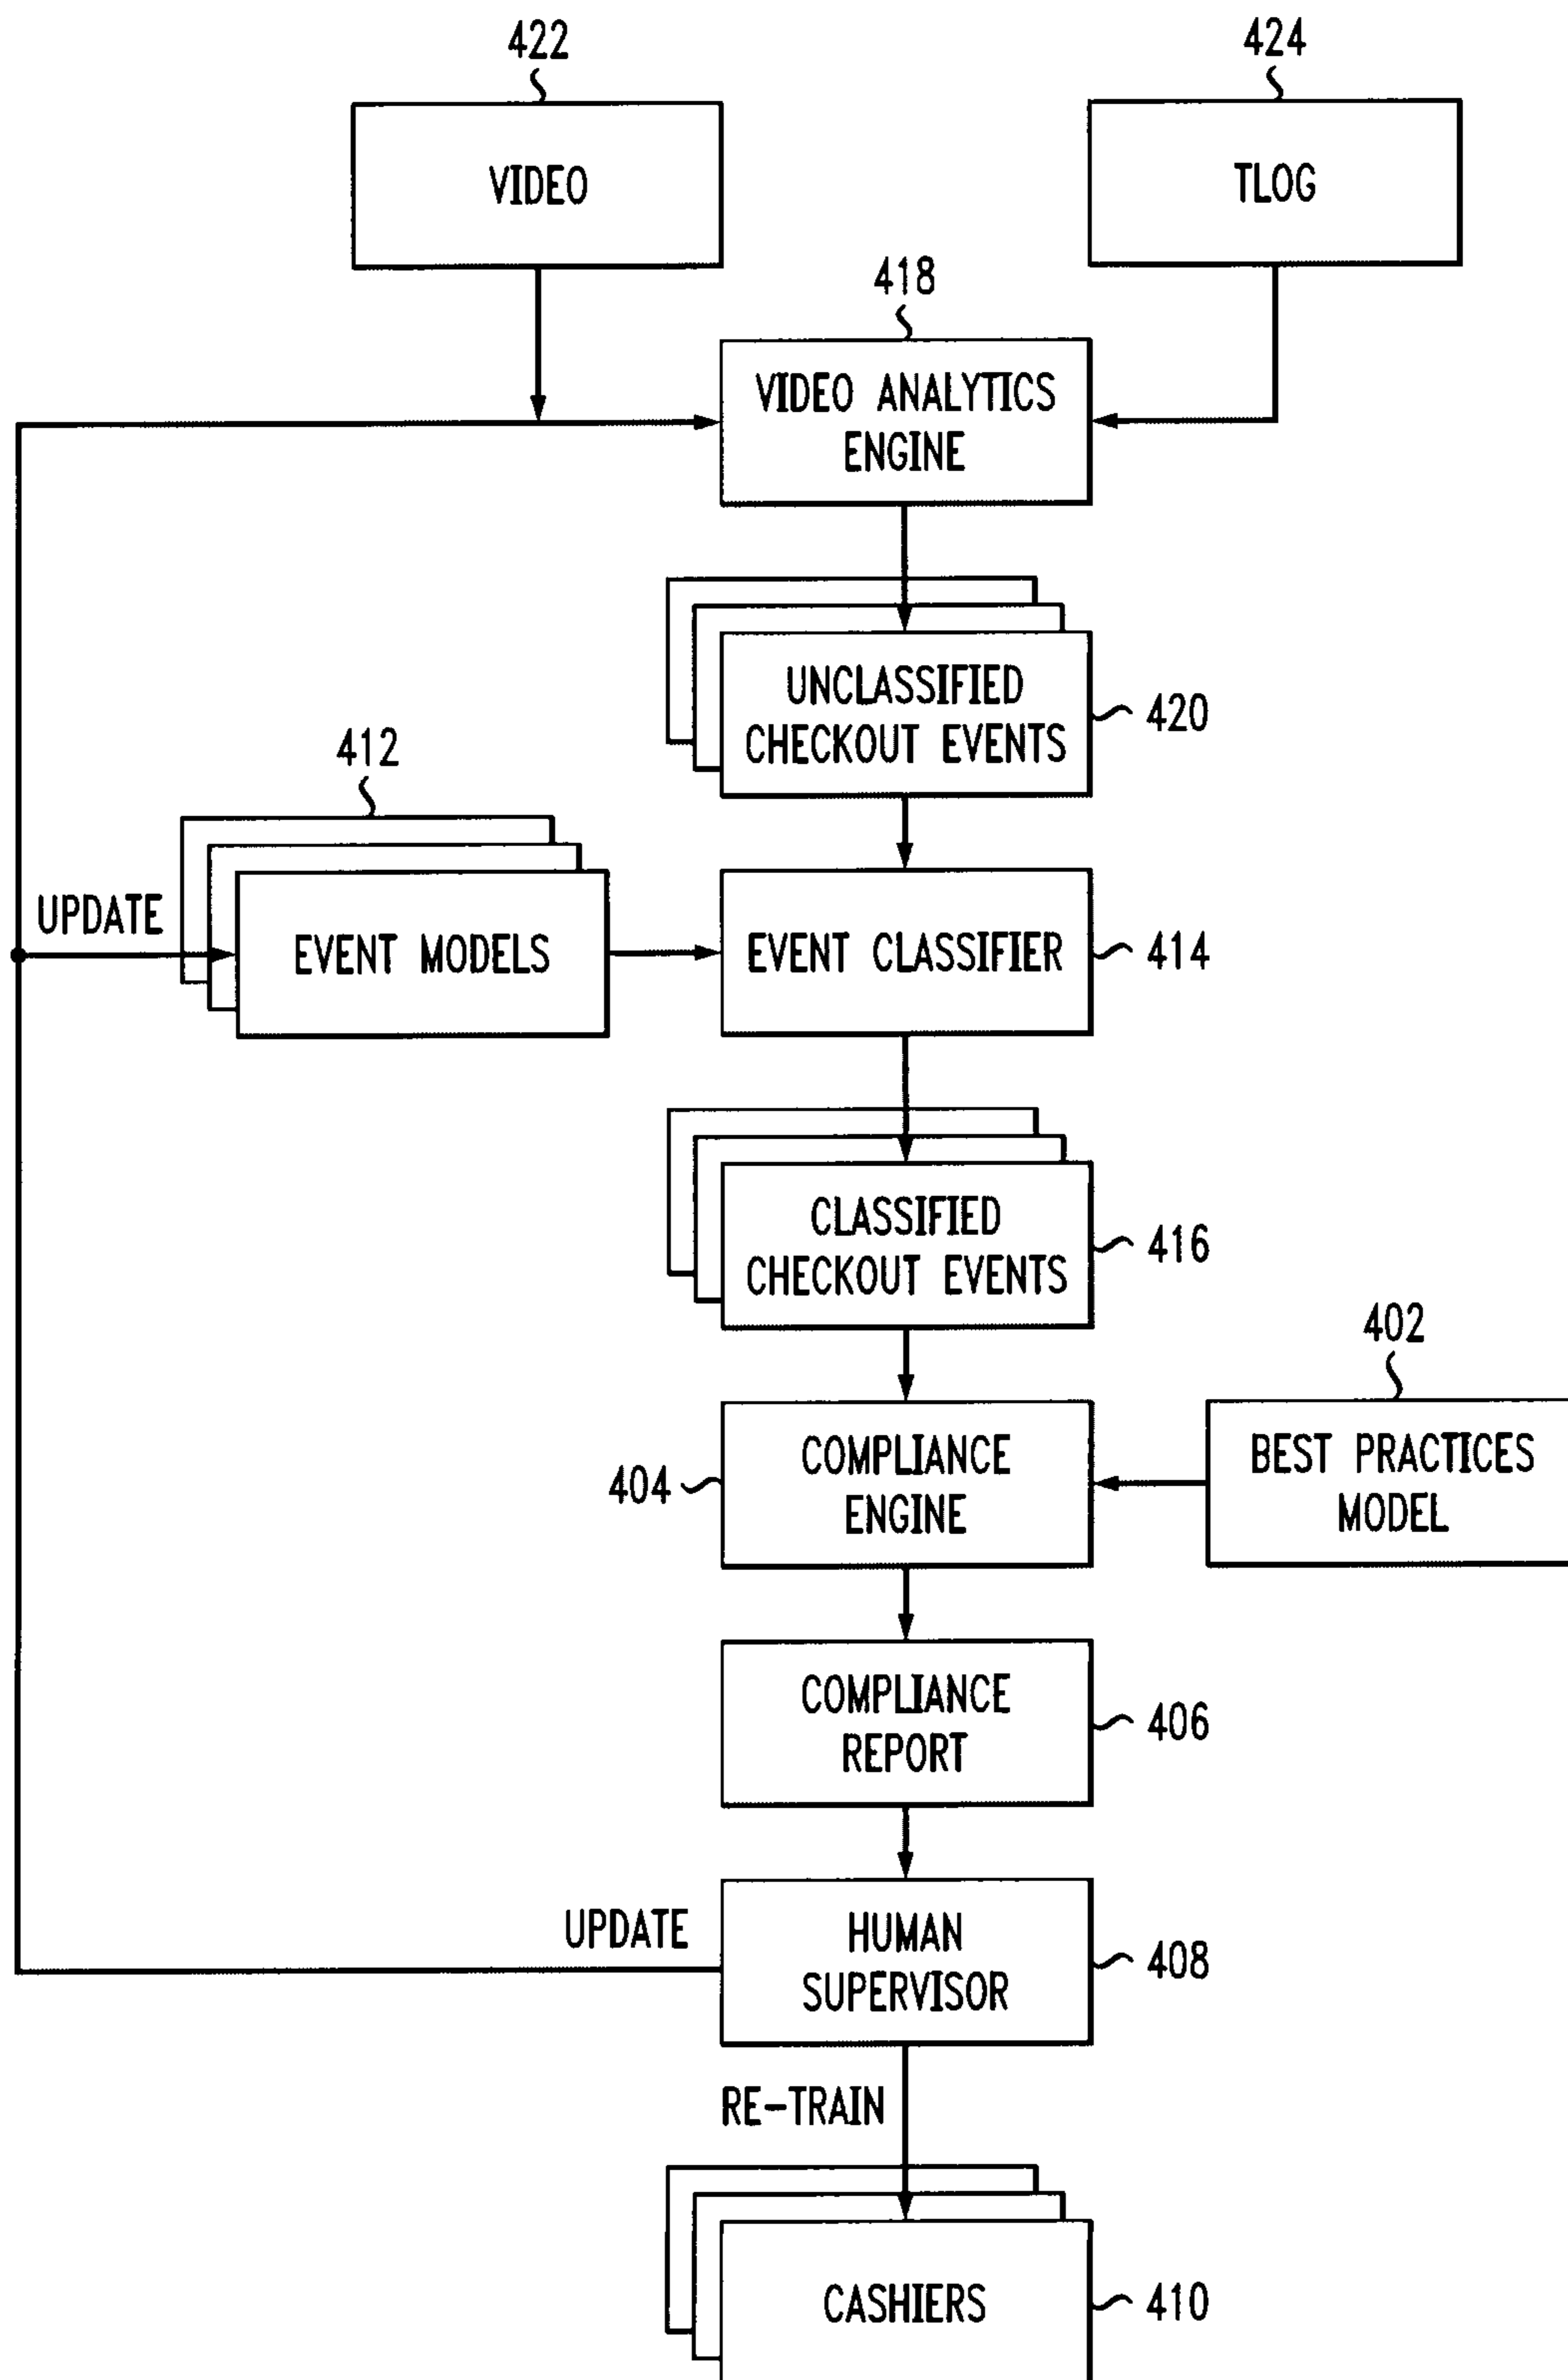 422
424
VIDEO
TLOG
418
VIDEO ANALYTICS
ENGINE
UNCLASSIFIED
CHECKOUT EVENTS
420
412
UPDATE
EVENT MODELS
EVENT CLASSIFIER
414
CLASSIFIED
CHECKOUT EVENTS
416
402
404
COMPLIANCE
ENGINE
BEST PRACTICES
MODEL
COMPLIANCE
REPORT
406
UPDATE
HUMAN
SUPERVISOR
408
RE-TRAIN
CASHIERS
410